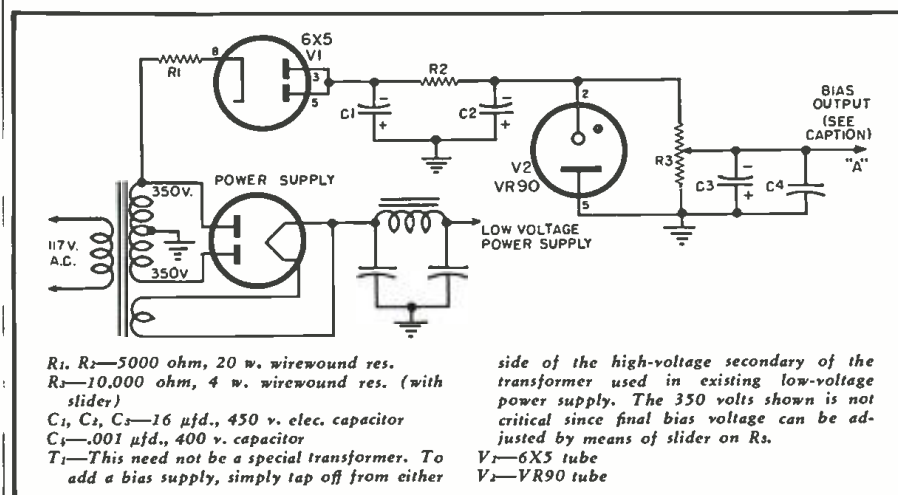 6X5
V1
8
R1
3
5
R2
C1
-
+
C2
-
+
2
V2
VR90
5
R3
BIAS
OUTPUT
(SEE
CAPTION)
"A"
C3
-
+
C4
350V.
POWER SUPPLY
117 V.
A.C.
350V
LOW VOLTAGE
POWER SUPPLY
R1, R2—5000 ohm, 20 w. wirewound res.
R3—10,000 ohm, 4 w. wirewound res. (with
slider)
C1, C2, C3—16 μfd., 450 v. elec. capacitor
C4—.001 μfd., 400 v. capacitor
T1—This need not be a special transformer. To
add a bias supply, simply tap off from either
side of the high-voltage secondary of the
transformer used in existing low-voltage
power supply. The 350 volts shown is not
critical since final bias voltage can be ad-
justed by means of slider on R3.
V1—6X5 tube
V2—VR90 tube